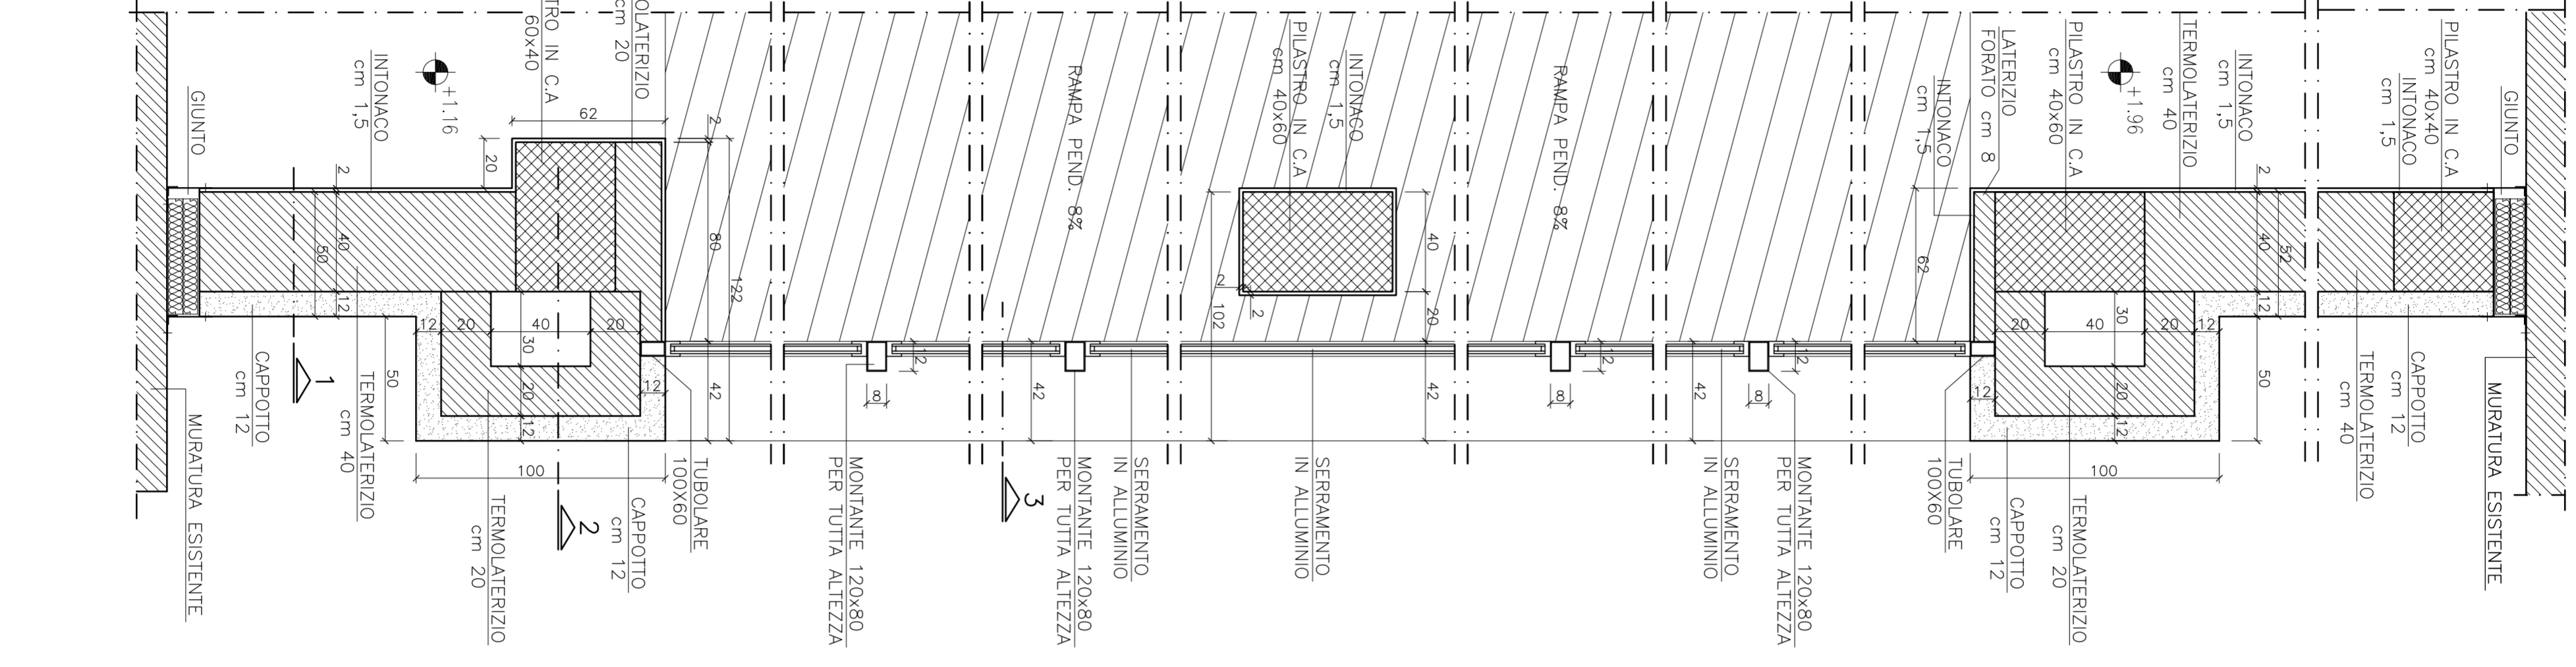 GIUNTO
INTONACO
cm 1,5
+1.16
60x40
cm 20
62
20
2
40
50
12
2
80
122
12
20
40
20
30
20
12
12
50
100
42
1
2
3
CAPPOTTO
cm 12
TERMOLATERIZIO
cm 40
MURATURA ESISTENTE
TERMOLATERIZIO
cm 20
CAPPOTTO
cm 12
TUBOLARE
100X60
RAMPA PEND. 8%
MONTANTE 120x80
PER TUTTA ALTEZZA
12
8
MONTANTE 120x80
PER TUTTA ALTEZZA
42
SERRAMENTO
IN ALLUMINIO
PILASTRO IN C.A
cm 40x60
INTONACO
cm 1,5
2
2
102
40
20
42
SERRAMENTO
IN ALLUMINIO
RAMPA PEND. 8%
12
8
42
SERRAMENTO
IN ALLUMINIO
12
8
MONTANTE 120x80
PER TUTTA ALTEZZA
INTONACO
cm 1,5
LATERIZIO
FORATO cm 8
PILASTRO IN C.A
cm 40x60
+1.96
TERMOLATERIZIO
cm 40
INTONACO
cm 1,5
PILASTRO IN C.A
cm 40x40
INTONACO
cm 1,5
GIUNTO
62
2
40
52
12
20
40
20
12
30
20
12
12
50
100
TUBOLARE
100X60
CAPPOTTO
cm 12
TERMOLATERIZIO
cm 20
TERMOLATERIZIO
cm 40
CAPPOTTO
cm 12
MURATURA ESISTENTE